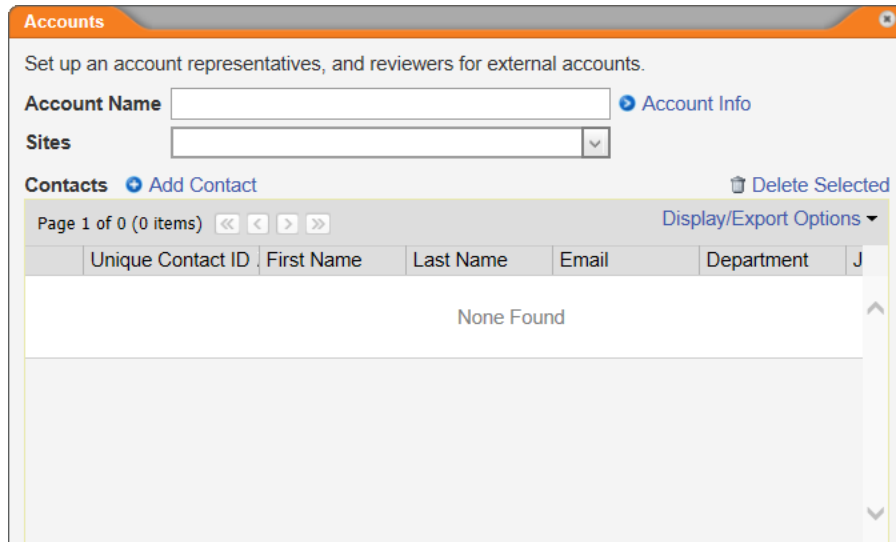 Accounts
Set up an account representatives, and reviewers for external accounts.
Account Name Account Info
Sites
Contacts Add Contact Delete Selected
Page 1 of 0 (0 items) Display/Export Options
Unique Contact ID First Name Last Name Email Department J
None Found